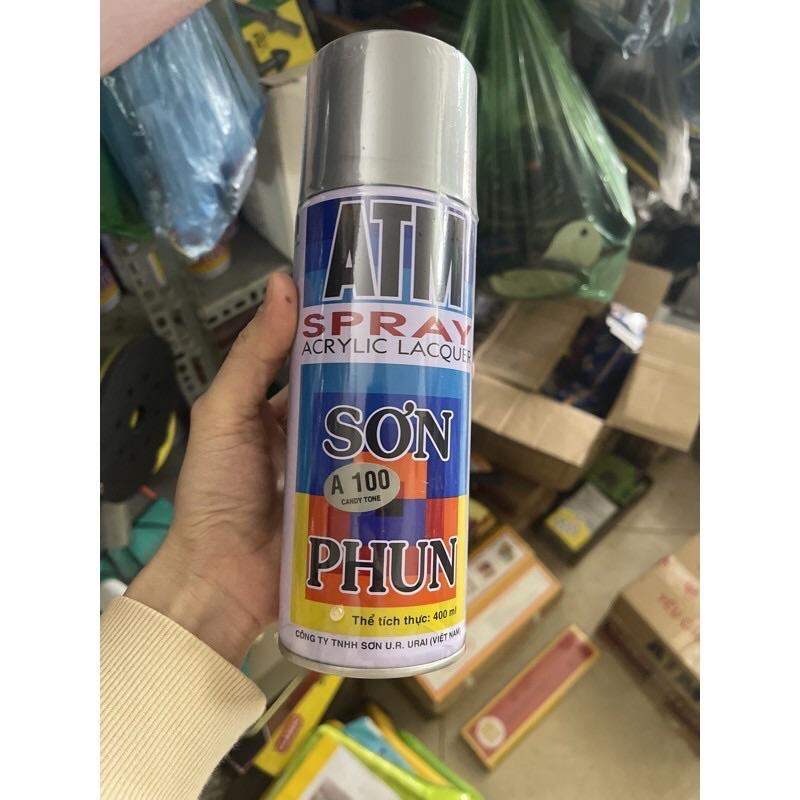 ATM
SPRAY
ACRYLIC LACQUER
SƠN
A 100
CANDY TONE
PHUN
Thể tích thực: 400 ml
CÔNG TY TNHH SƠN U.R. URAI (VIỆT NAM)